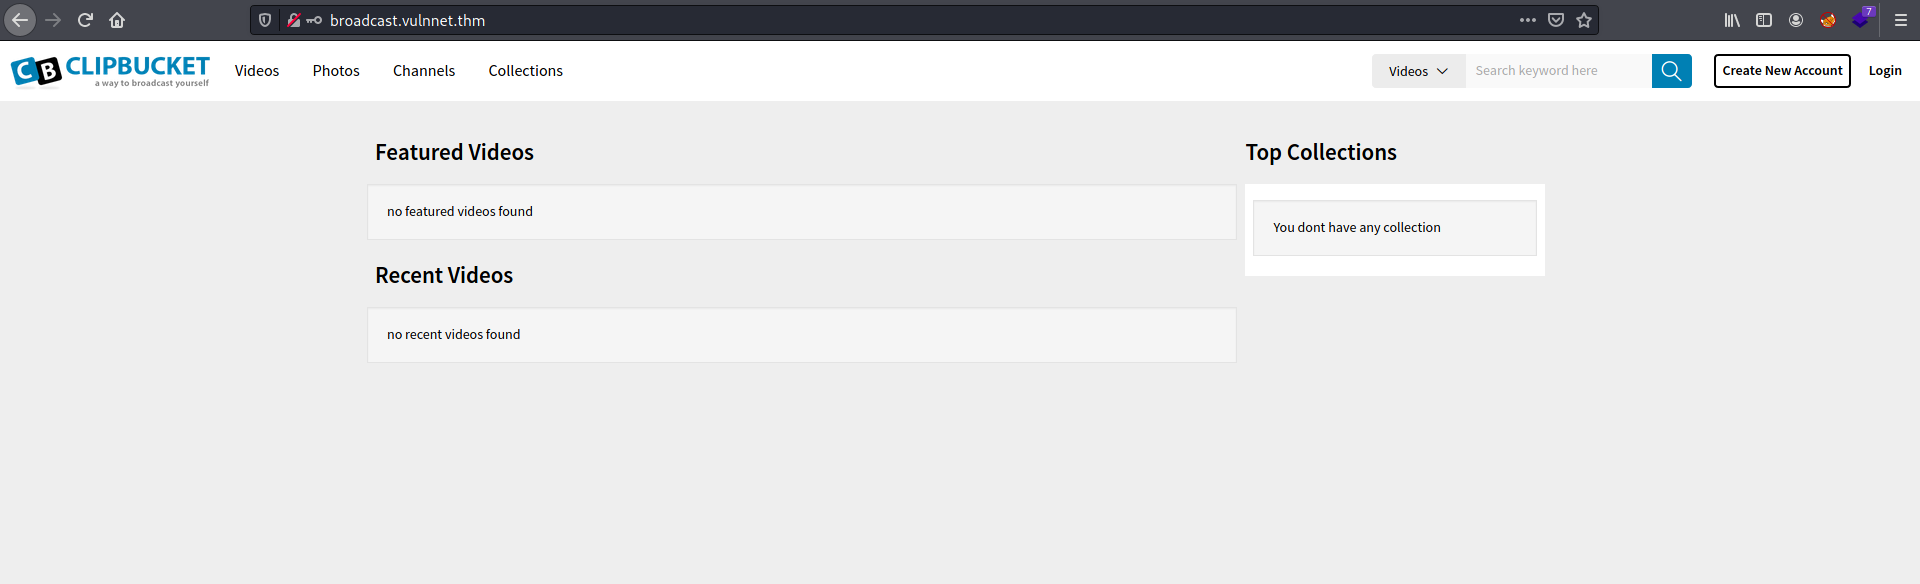 broadcast.vulnnet.thm
7
CB CLIPBUCKET
a way to broadcast yourself
Videos Photos Channels Collections
Videos Search keyword here Create New Account Login
Featured Videos
no featured videos found
Recent Videos
no recent videos found
Top Collections
You dont have any collection